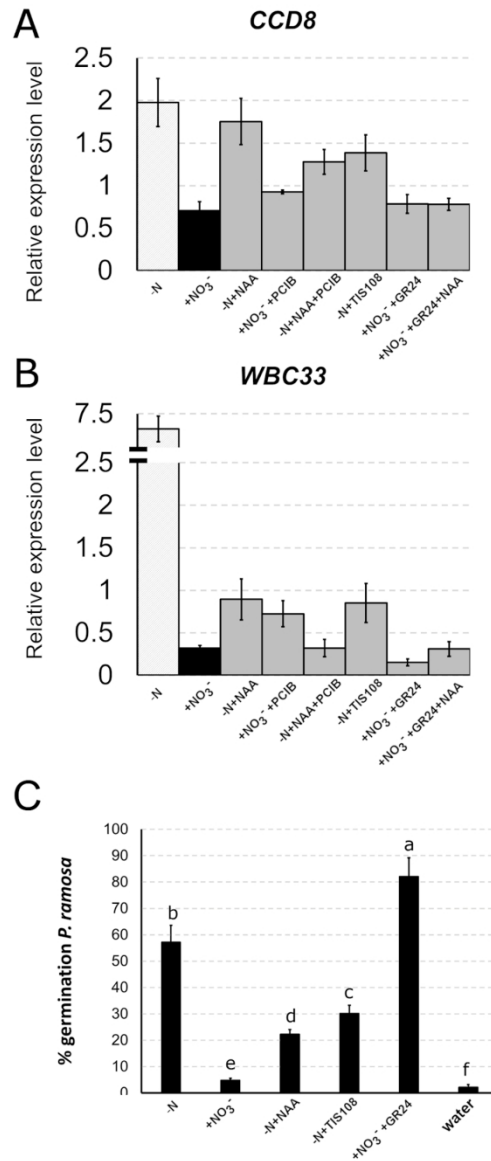 A
CCD8
Relative expression level
2.5
2
1.5
1
0.5
0
-N
+NO₃⁻
-N+NAA
+NO₃⁻ +PCIB
-N+NAA+PCIB
-N+TIS108
+NO₃⁻ +GR24
+NO₃⁻ +GR24+NAA
B
WBC33
Relative expression level
7.5
2.5
2
1.5
1
0.5
0
-N
+NO₃⁻
-N+NAA
+NO₃⁻ +PCIB
-N+NAA+PCIB
-N+TIS108
+NO₃⁻ +GR24
+NO₃⁻ +GR24+NAA
C
% germination P. ramosa
100
90
80
70
60
50
40
30
20
10
0
b
e
d
c
a
f
-N
+NO₃⁻
-N+NAA
-N+TIS108
+NO₃⁻ +GR24
water